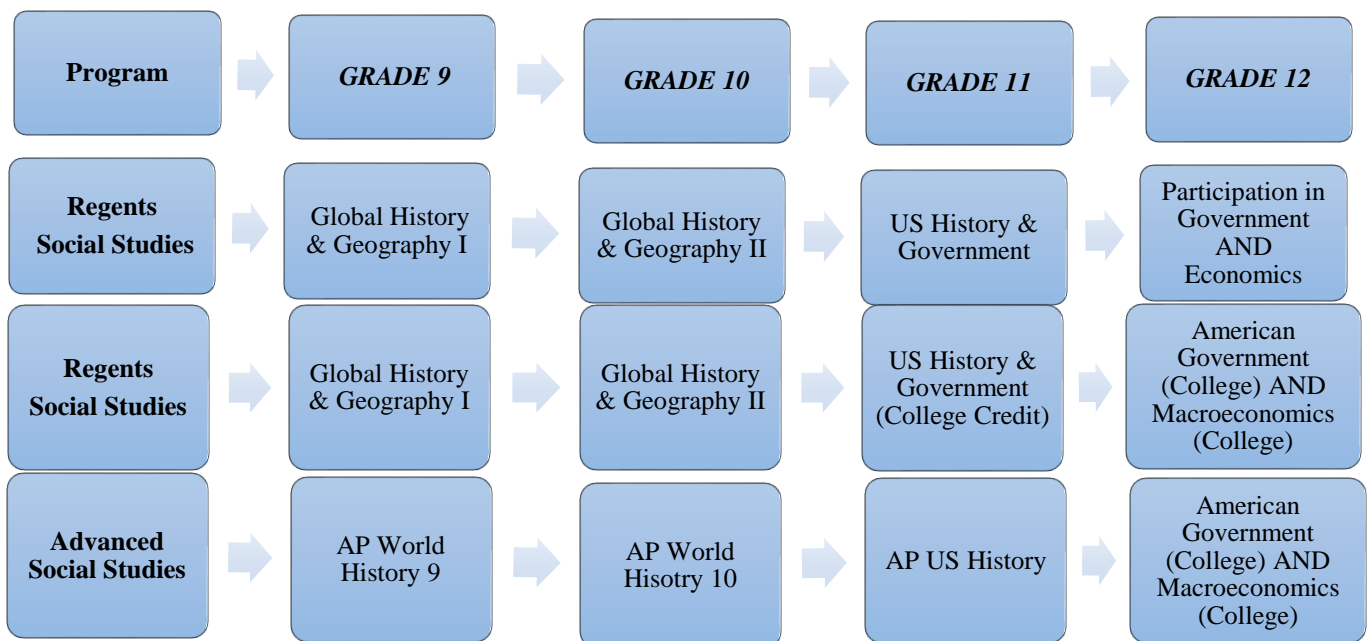 Program
GRADE 9
GRADE 10
GRADE 11
GRADE 12
Regents
Social Studies
Global History
& Geography I
Global History
& Geography II
US History &
Government
Participation in
Government
AND
Economics
Regents
Social Studies
Global History
& Geography I
Global History
& Geography II
US History &
Government
(College Credit)
American
Government
(College) AND
Macroeconomics
(College)
Advanced
Social Studies
AP World
History 9
AP World
Hisotry 10
AP US History
American
Government
(College) AND
Macroeconomics
(College)